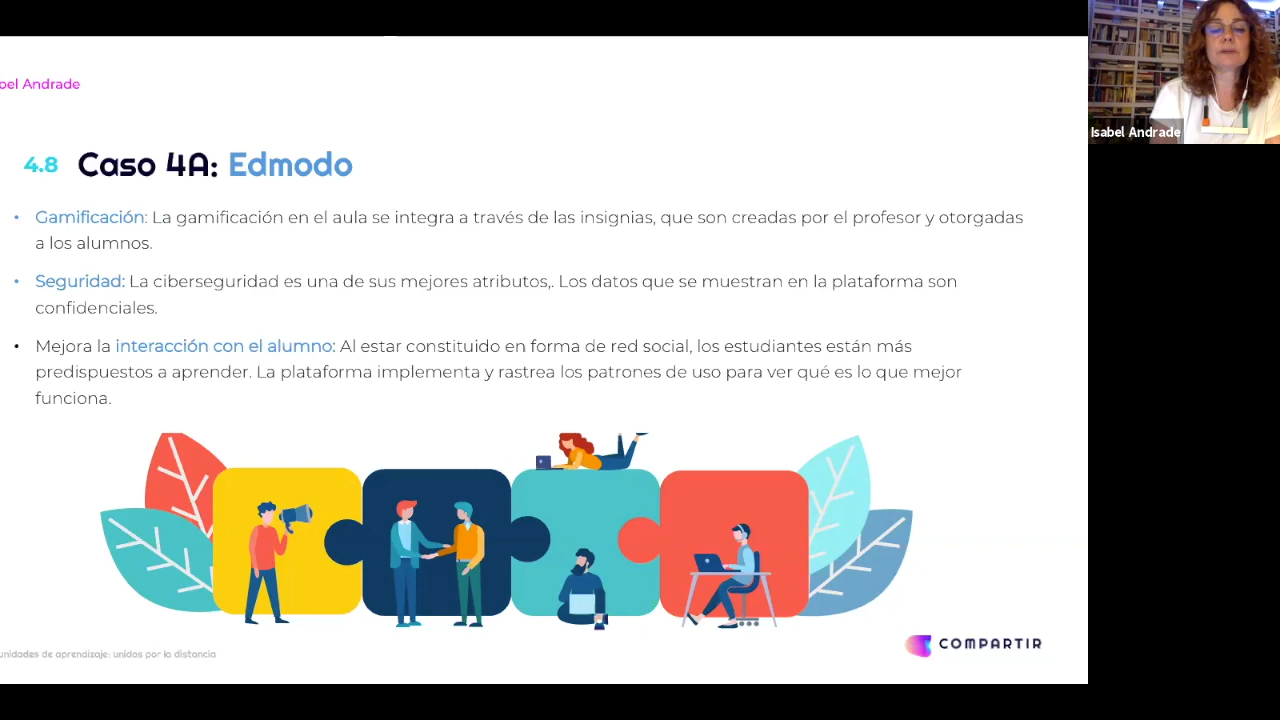 Isabel Andrade
bel Andrade
4.8 Caso 4A: Edmodo
• Gamificación: La gamificación en el aula se integra a través de las insignias, que son creadas por el profesor y otorgadas
a los alumnos.
• Seguridad: La ciberseguridad es una de sus mejores atributos,. Los datos que se muestran en la plataforma son
confidenciales.
• Mejora la interacción con el alumno: Al estar constituido en forma de red social, los estudiantes están más
predispuestos a aprender. La plataforma implementa y rastrea los patrones de uso para ver qué es lo que mejor
funciona.
unidades de aprendizaje: unidos por la distancia
COMPARTIR